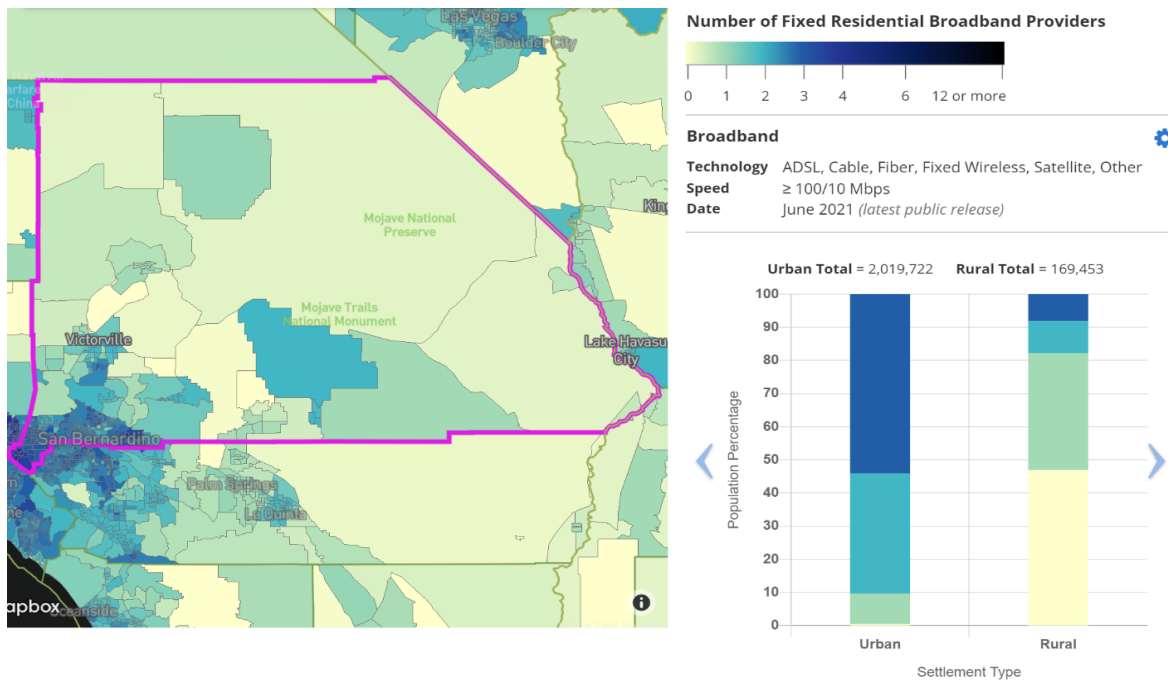 Las Vegas
Boulder City
Mojave National
Preserve
Mojave Trails
National Monument
Victorville
Lake Havasu
City
San Bernardino
Palm Springs
La Quinta
Oceanside
apbox
Number of Fixed Residential Broadband Providers
0 1 2 3 4 6 12 or more
Broadband
Technology ADSL, Cable, Fiber, Fixed Wireless, Satellite, Other
Speed ≥ 100/10 Mbps
Date June 2021 (latest public release)
Urban Total = 2,019,722 Rural Total = 169,453
Population Percentage
100
90
80
70
60
50
40
30
20
10
0
Urban Rural
Settlement Type